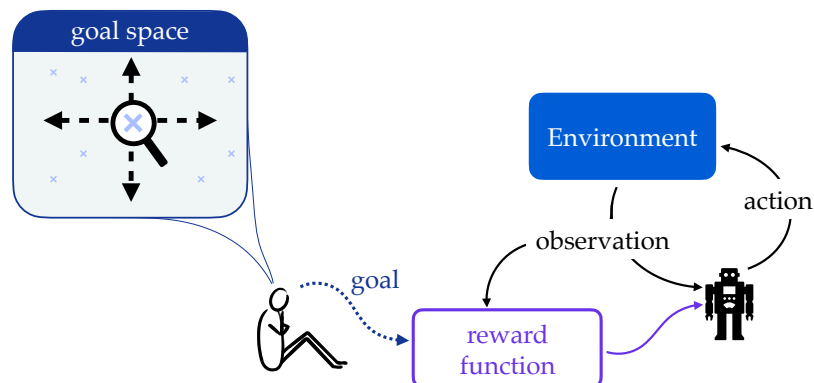 goal space
Environment
action
observation
goal
reward
function